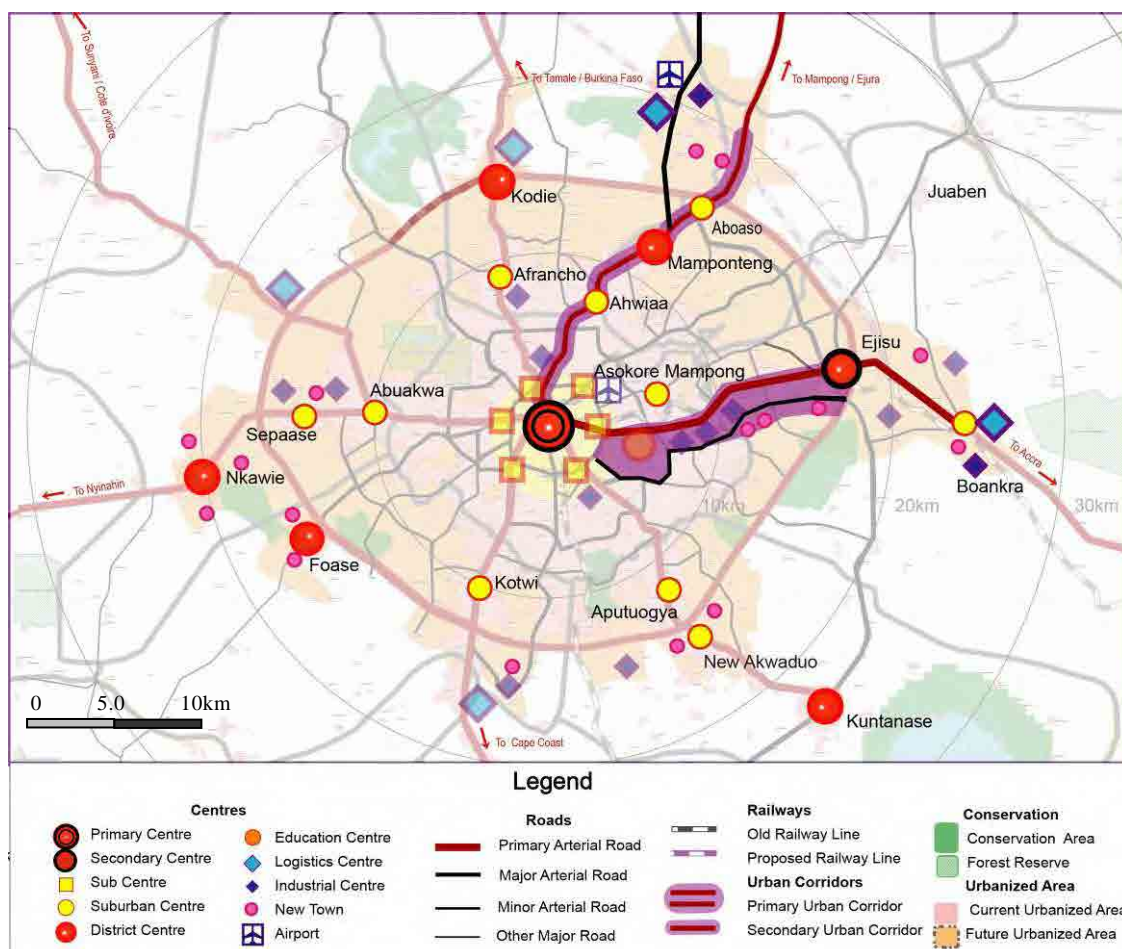 To Sunyani / Cote d'ivoire
To Tamale / Burkina Faso
To Mampong / Ejura
Juaben
Kodie
Aboaso
Mamponteng
Afrancho
Ahwiaa
Ejisu
Asokore Mampong
Abuakwa
Sepaase
Nkawie
To Nyinahin
To Accra
Boankra
10km
20km
30km
Foase
Kotwi
Aputuogya
New Akwaduo
Kuntanase
0 5.0 10km
To Cape Coast
Legend
Centres
Primary Centre
Secondary Centre
Sub Centre
Suburban Centre
District Centre
Education Centre
Logistics Centre
Industrial Centre
New Town
Airport
Roads
Primary Arterial Road
Major Arterial Road
Minor Arterial Road
Other Major Road
Railways
Old Railway Line
Proposed Railway Line
Urban Corridors
Primary Urban Corridor
Secondary Urban Corridor
Conservation
Conservation Area
Forest Reserve
Urbanized Area
Current Urbanized Area
Future Urbanized Area